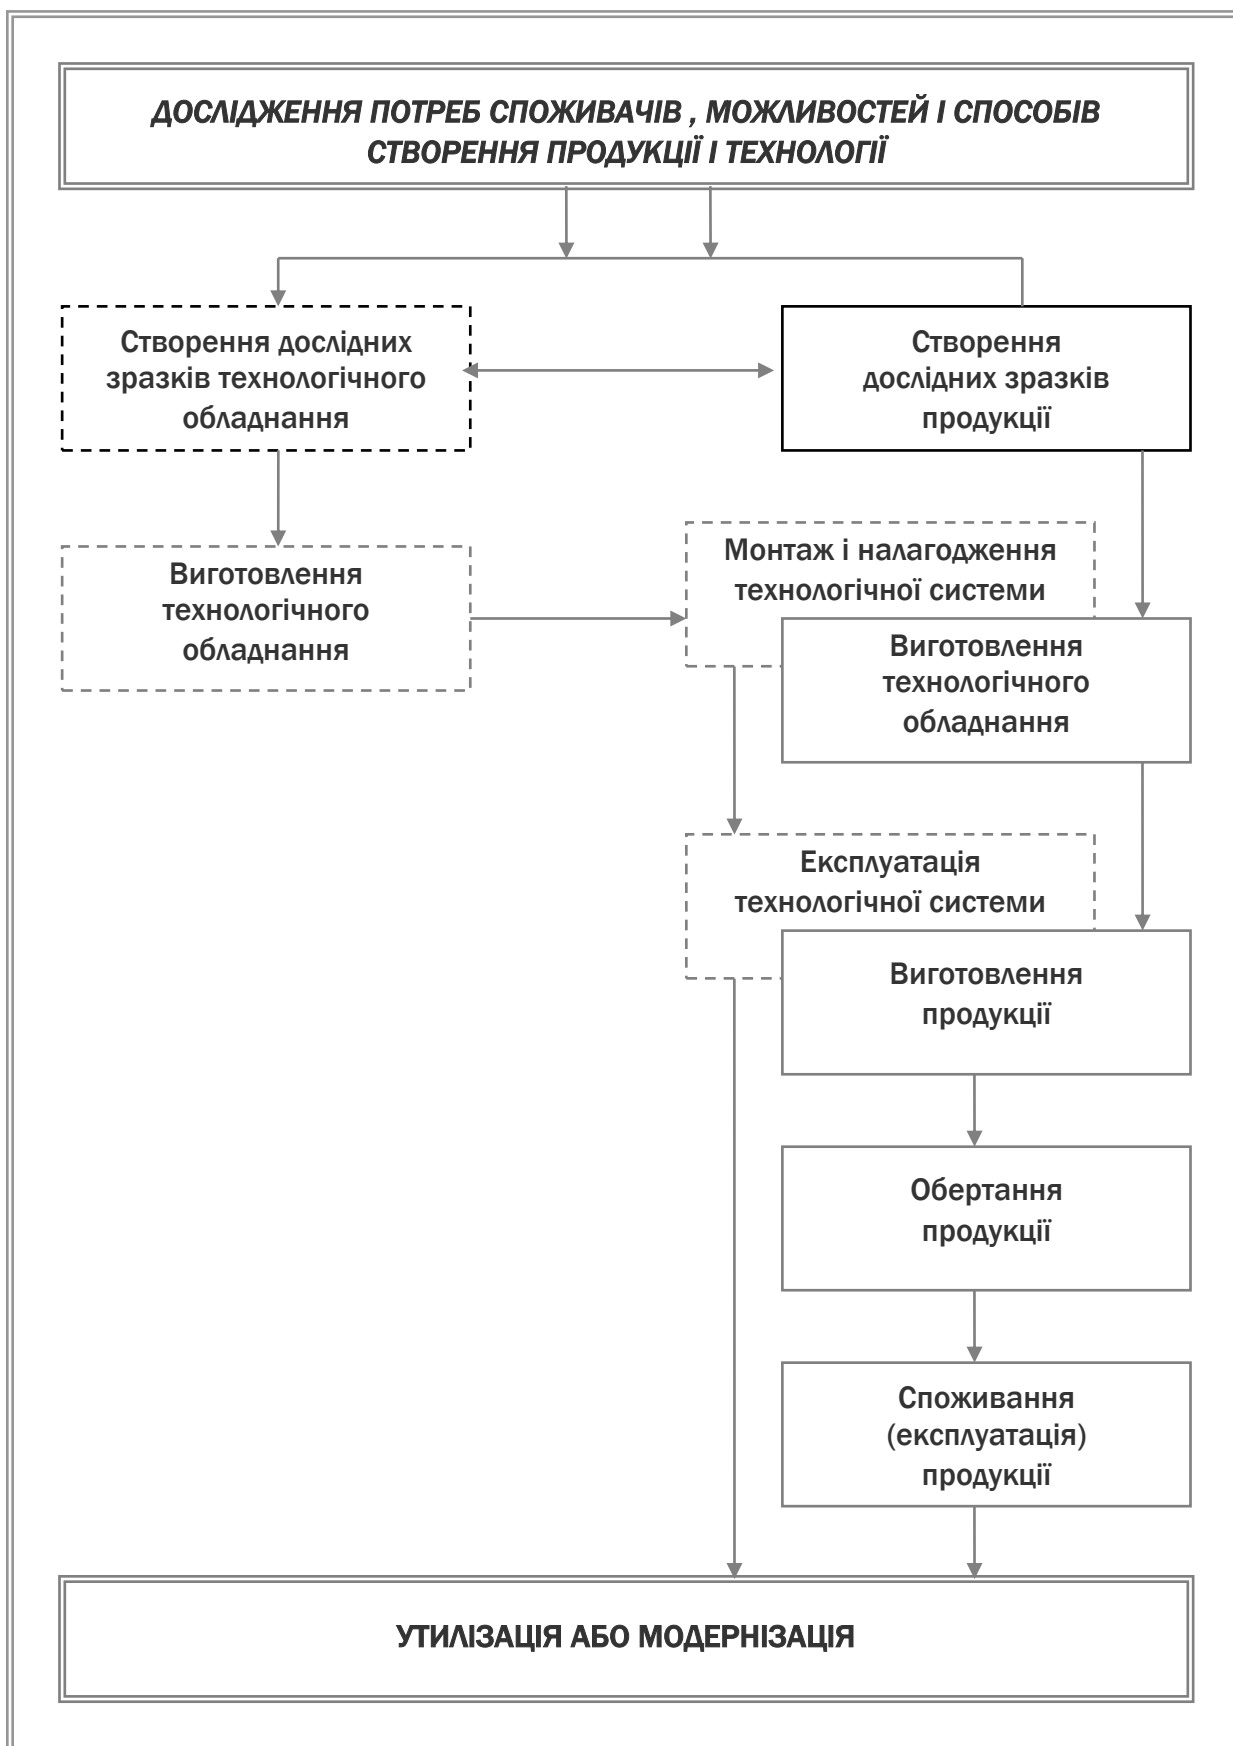 ДОСЛІДЖЕННЯ ПОТРЕБ СПОЖИВАЧІВ , МОЖЛИВОСТЕЙ І СПОСОБІВ
СТВОРЕННЯ ПРОДУКЦІЇ І ТЕХНОЛОГІЇ
Створення дослідних
зразків технологічного
обладнання
Створення
дослідних зразків
продукції
Виготовлення
технологічного
обладнання
Монтаж і налагодження
технологічної системи
Виготовлення
технологічного
обладнання
Експлуатація
технологічної системи
Виготовлення
продукції
Обертання
продукції
Споживання
(експлуатація)
продукції
УТИЛІЗАЦІЯ АБО МОДЕРНІЗАЦІЯ